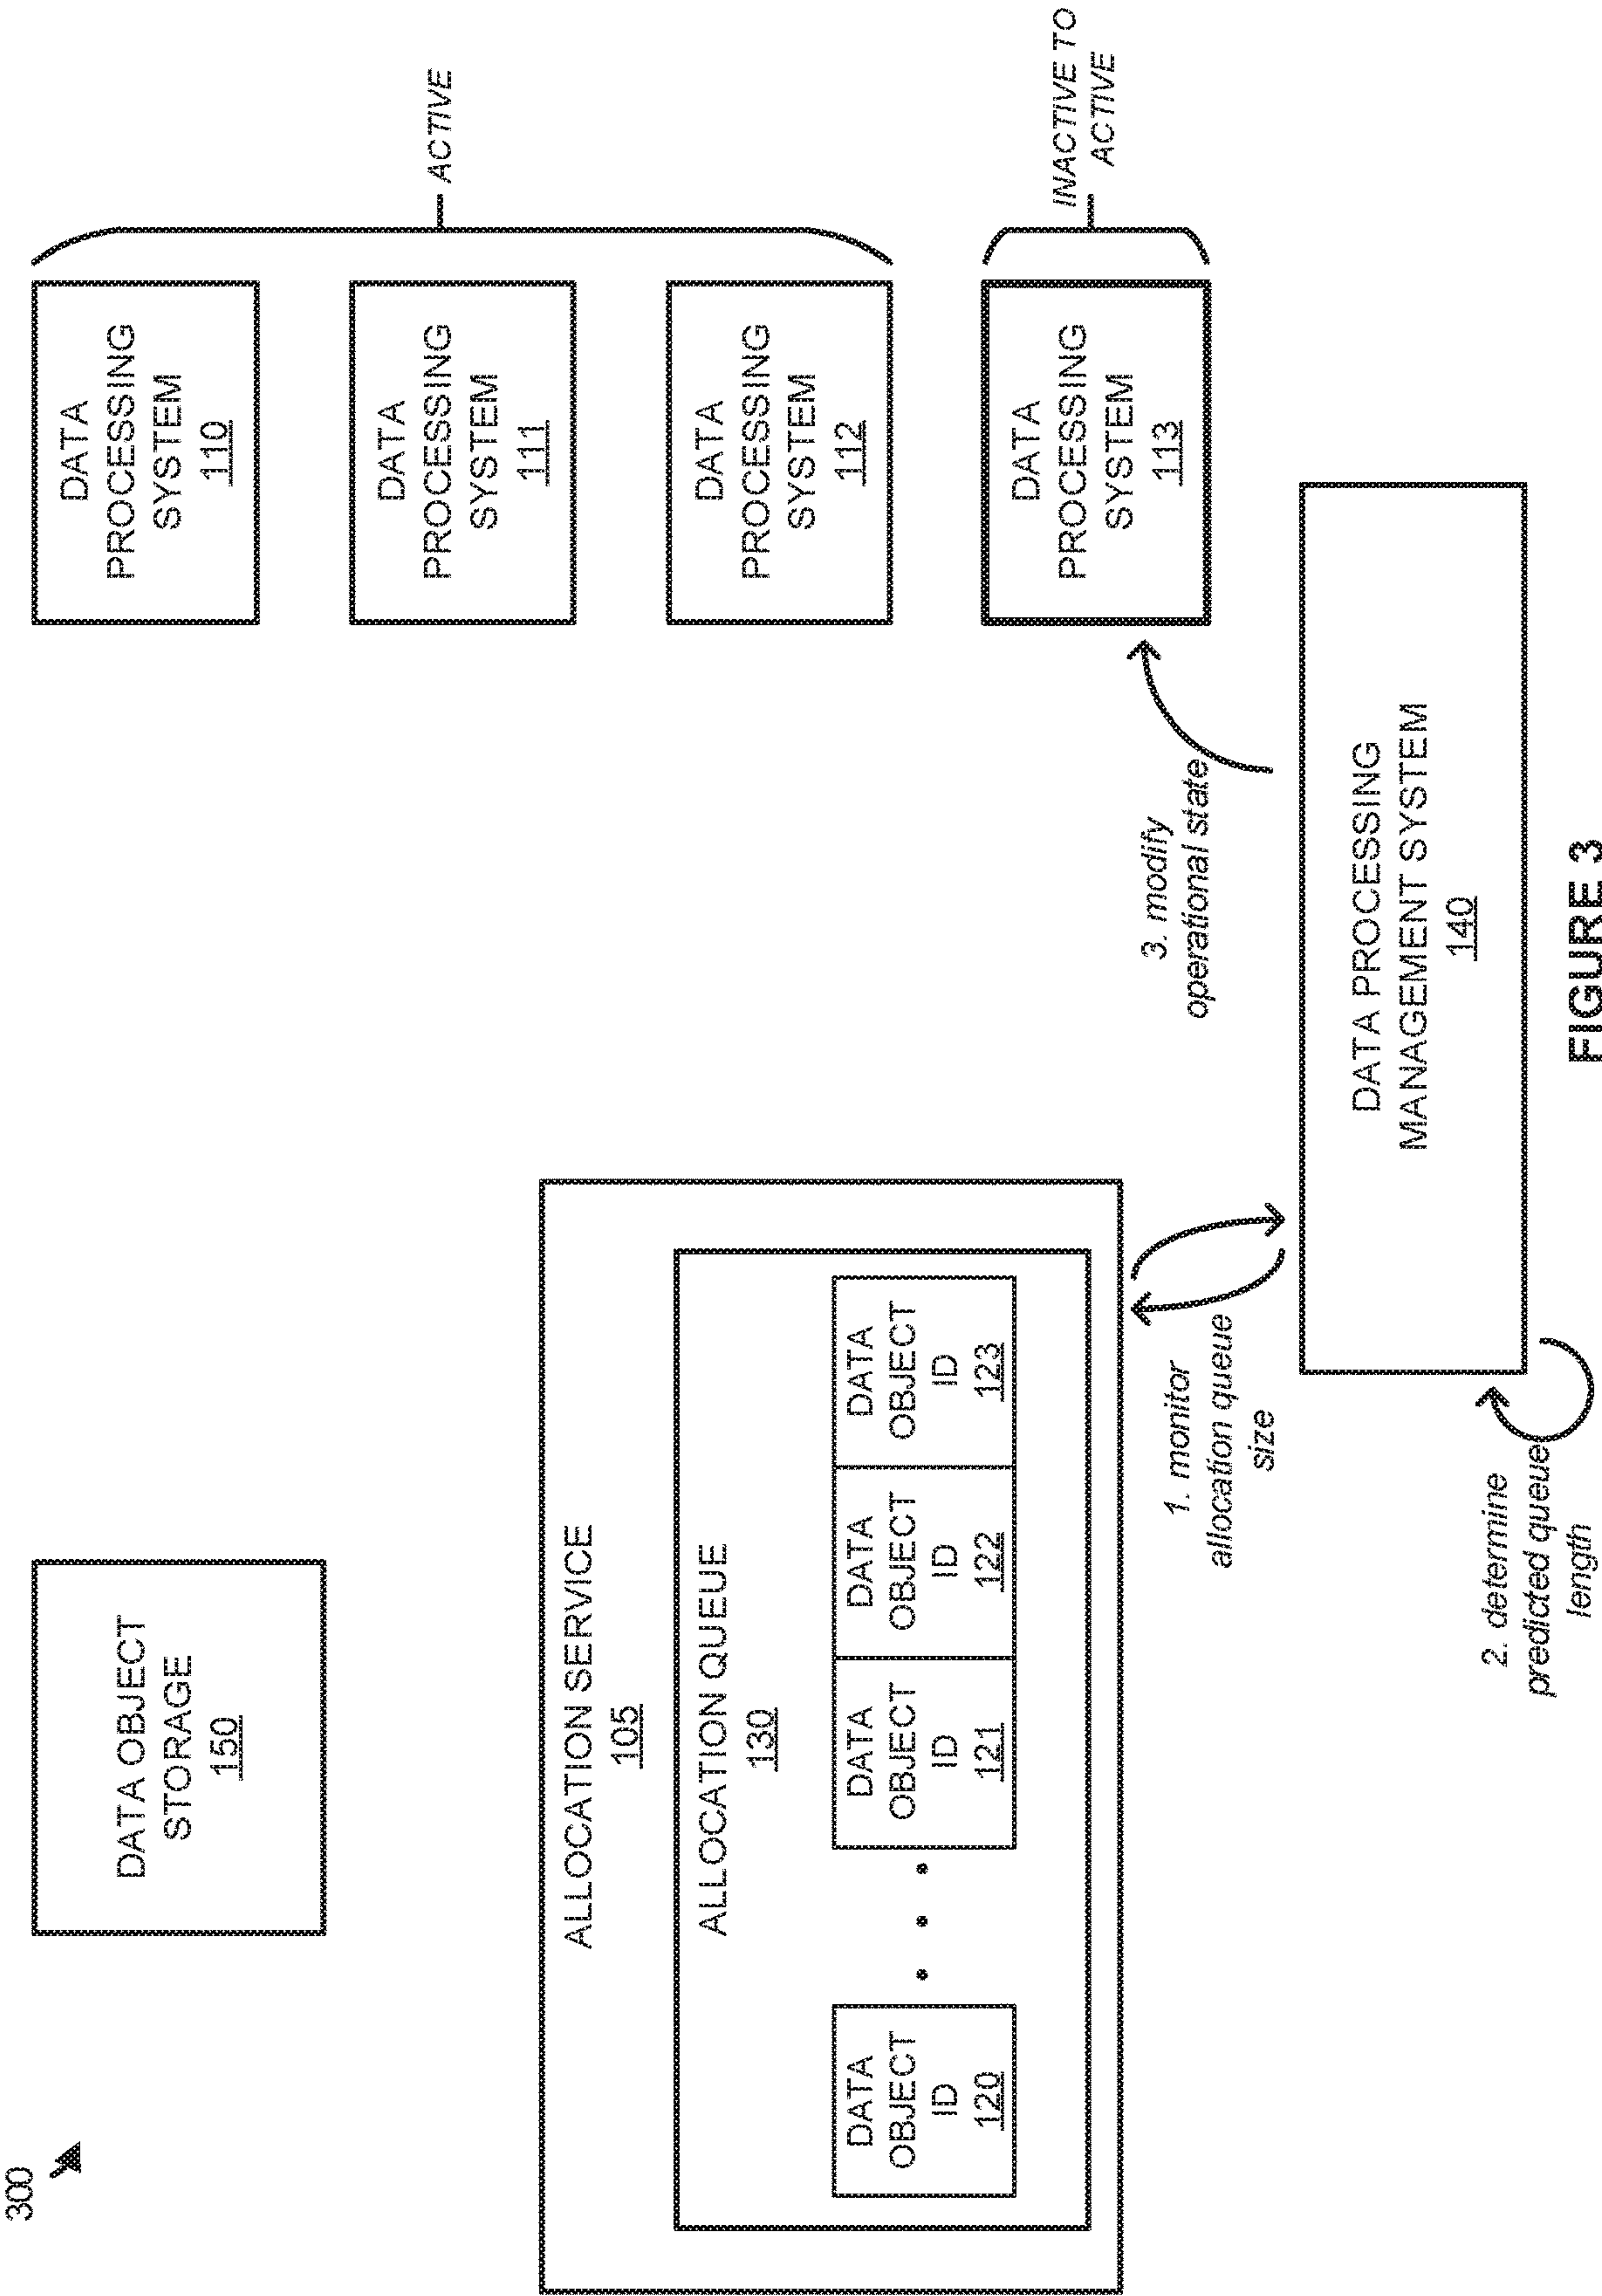 300
DATA OBJECT
STORAGE
150
DATA
PROCESSING
SYSTEM
110
DATA
PROCESSING
SYSTEM
111
DATA
PROCESSING
SYSTEM
112
ACTIVE
DATA
PROCESSING
SYSTEM
113
INACTIVE TO
ACTIVE
ALLOCATION SERVICE
105
ALLOCATION QUEUE
130
DATA
OBJECT
ID
120
DATA
OBJECT
ID
121
DATA
OBJECT
ID
122
DATA
OBJECT
ID
123
1. monitor
allocation queue
size
2. determine
predicted queue
length
3. modify
operational state
DATA PROCESSING
MANAGEMENT SYSTEM
140
FIGURE 3